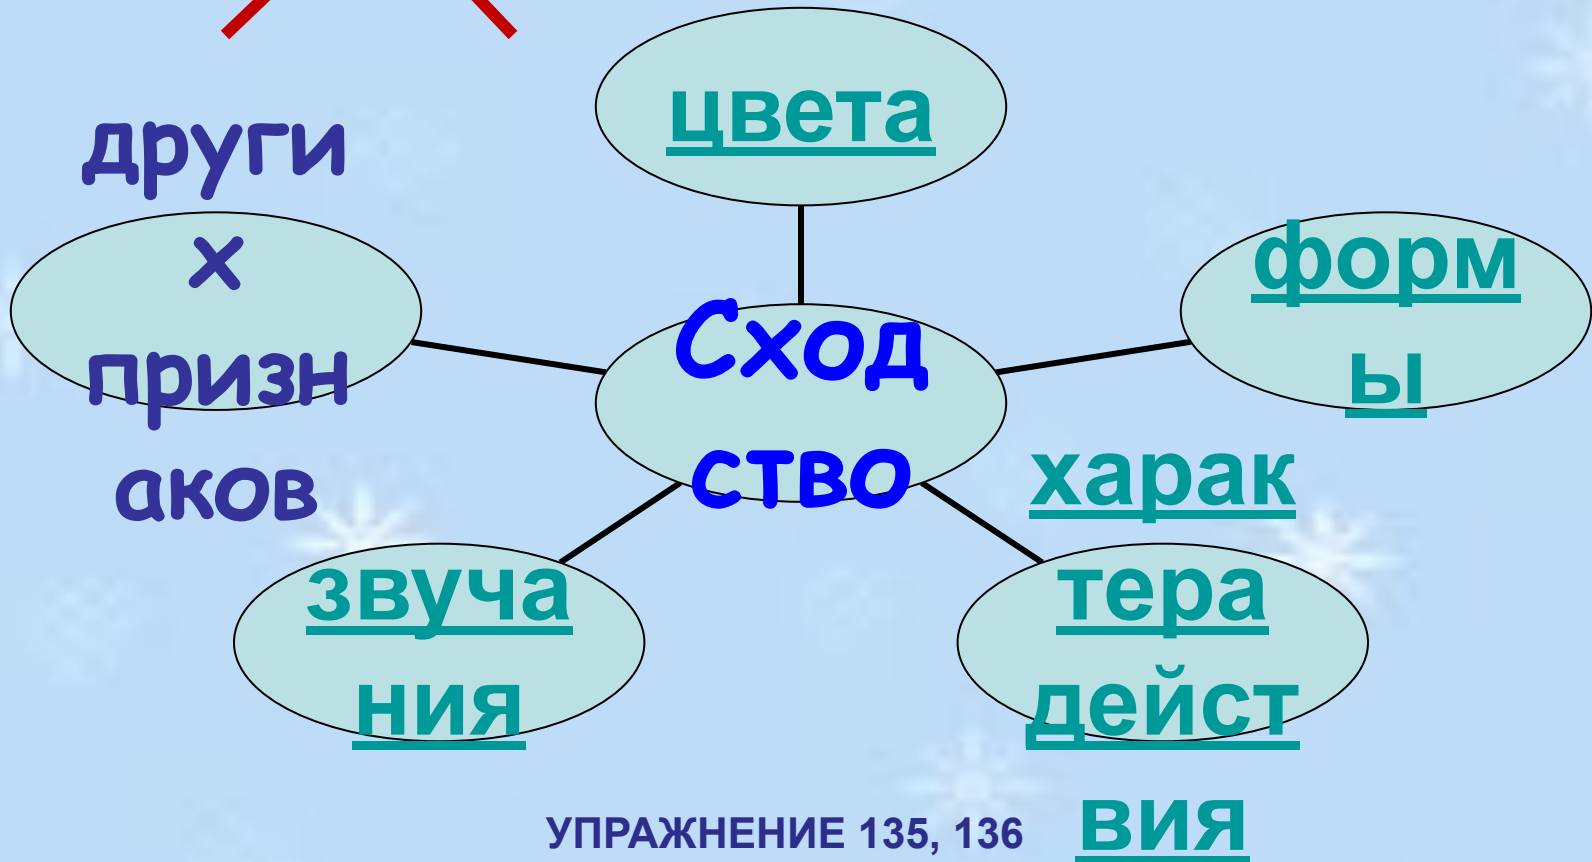 цвета
други
х
призн
аков
форм
ы
Сход
ство
харак
тера
дейст
вия
звуча
ния
УПРАЖНЕНИЕ 135, 136